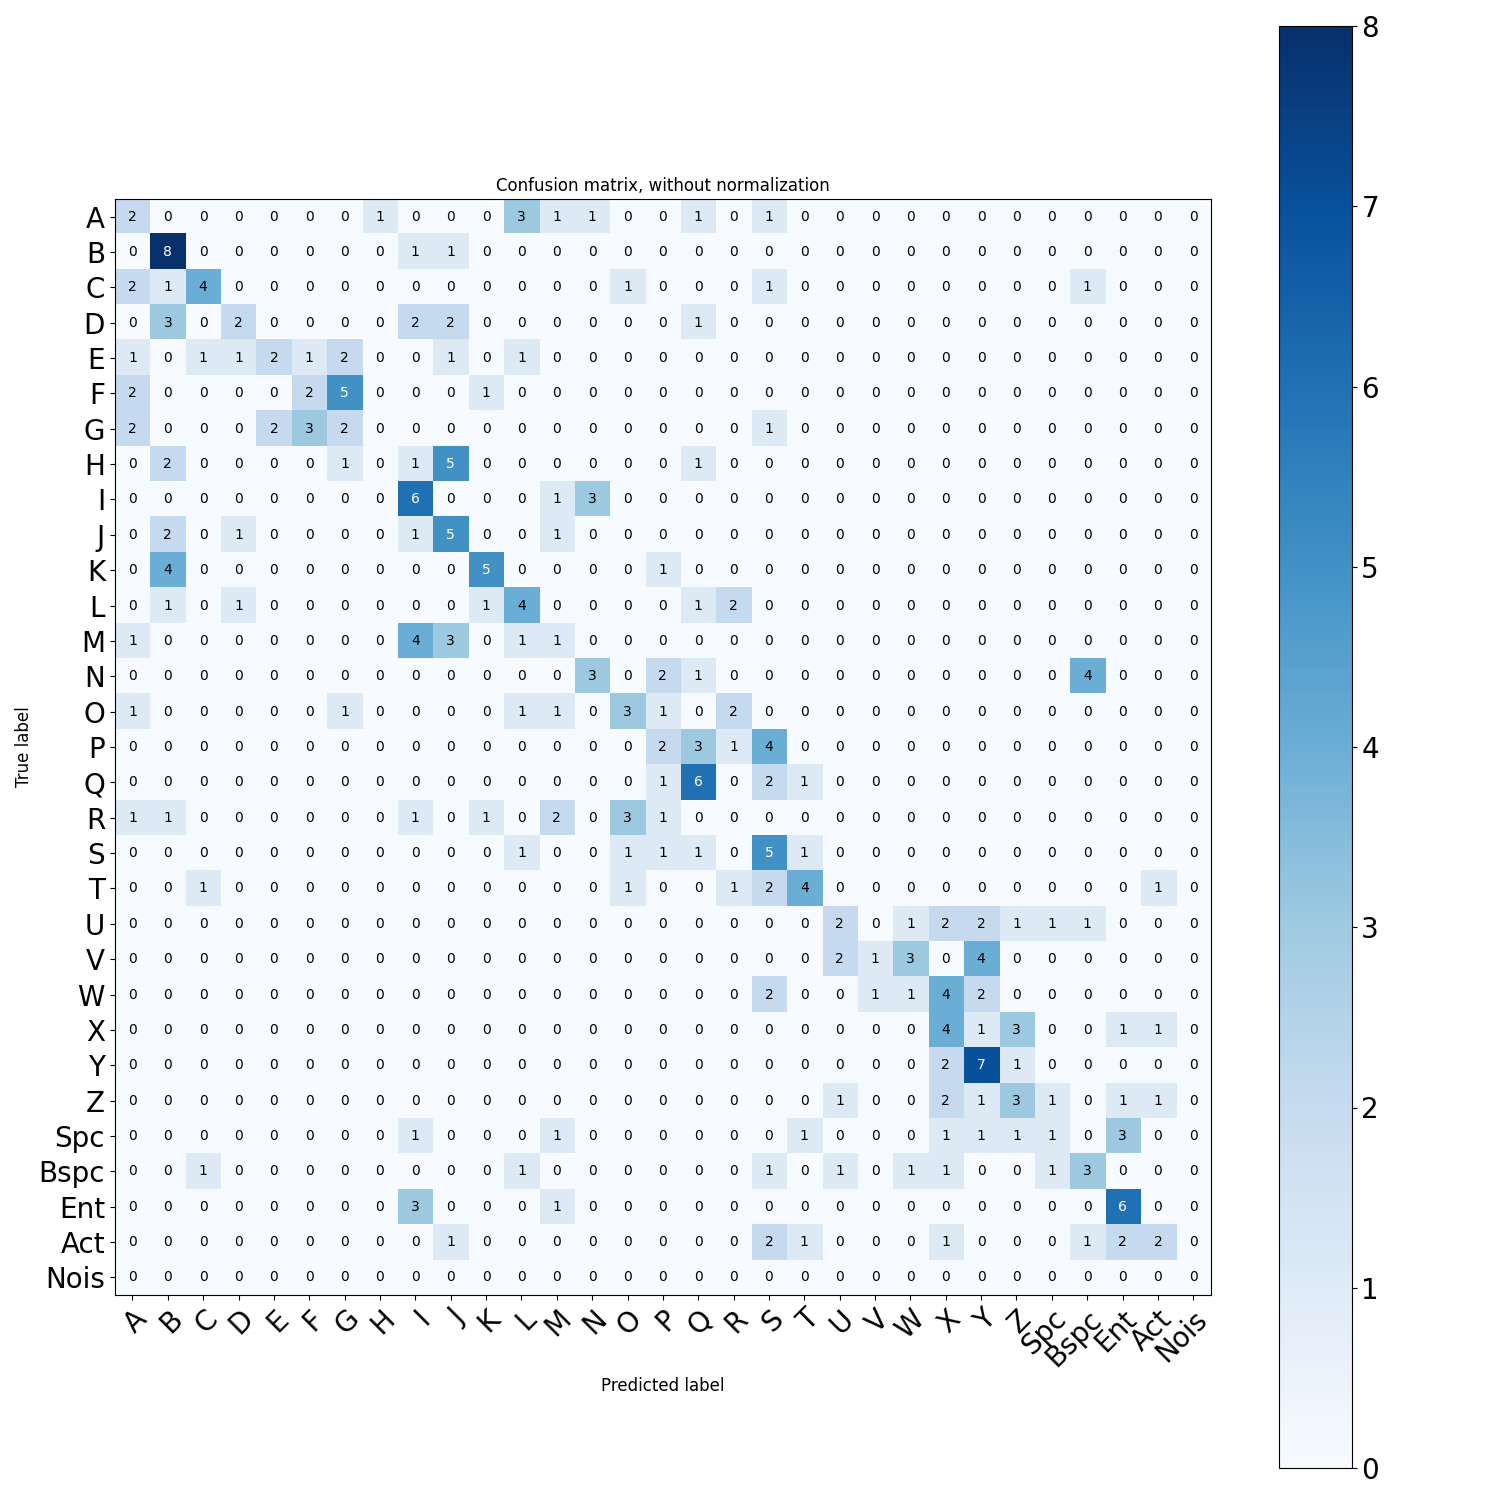 Confusion matrix, without normalization
A 2 0 0 0 0 0 0 1 0 0 0 3 1 1 0 0 1 0 1 0 0 0 0 0 0 0 0 0 0 0 0
B 0 8 0 0 0 0 0 0 1 1 0 0 0 0 0 0 0 0 0 0 0 0 0 0 0 0 0 0 0 0 0
C 2 1 4 0 0 0 0 0 0 0 0 0 0 0 1 0 0 0 1 0 0 0 0 0 0 0 0 1 0 0 0
D 0 3 0 2 0 0 0 0 2 2 0 0 0 0 0 0 1 0 0 0 0 0 0 0 0 0 0 0 0 0 0
E 1 0 1 1 2 1 2 0 0 1 0 1 0 0 0 0 0 0 0 0 0 0 0 0 0 0 0 0 0 0 0
F 2 0 0 0 0 2 5 0 0 0 1 0 0 0 0 0 0 0 0 0 0 0 0 0 0 0 0 0 0 0 0
G 2 0 0 0 2 3 2 0 0 0 0 0 0 0 0 0 0 0 1 0 0 0 0 0 0 0 0 0 0 0 0
H 0 2 0 0 0 0 1 0 1 5 0 0 0 0 0 0 1 0 0 0 0 0 0 0 0 0 0 0 0 0 0
I 0 0 0 0 0 0 0 0 6 0 0 0 1 3 0 0 0 0 0 0 0 0 0 0 0 0 0 0 0 0 0
J 0 2 0 1 0 0 0 0 1 5 0 0 1 0 0 0 0 0 0 0 0 0 0 0 0 0 0 0 0 0 0
K 0 4 0 0 0 0 0 0 0 0 5 0 0 0 0 1 0 0 0 0 0 0 0 0 0 0 0 0 0 0 0
L 0 1 0 1 0 0 0 0 0 0 1 4 0 0 0 0 1 2 0 0 0 0 0 0 0 0 0 0 0 0 0
M 1 0 0 0 0 0 0 0 4 3 0 1 1 0 0 0 0 0 0 0 0 0 0 0 0 0 0 0 0 0 0
N 0 0 0 0 0 0 0 0 0 0 0 0 0 3 0 2 1 0 0 0 0 0 0 0 0 0 0 4 0 0 0
O 1 0 0 0 0 0 1 0 0 0 0 1 1 0 3 1 0 2 0 0 0 0 0 0 0 0 0 0 0 0 0
P 0 0 0 0 0 0 0 0 0 0 0 0 0 0 0 2 3 1 4 0 0 0 0 0 0 0 0 0 0 0 0
Q 0 0 0 0 0 0 0 0 0 0 0 0 0 0 0 1 6 0 2 1 0 0 0 0 0 0 0 0 0 0 0
R 1 1 0 0 0 0 0 0 1 0 1 0 2 0 3 1 0 0 0 0 0 0 0 0 0 0 0 0 0 0 0
S 0 0 0 0 0 0 0 0 0 0 0 1 0 0 1 1 1 0 5 1 0 0 0 0 0 0 0 0 0 0 0
T 0 0 1 0 0 0 0 0 0 0 0 0 0 0 1 0 0 1 2 4 0 0 0 0 0 0 0 0 0 1 0
U 0 0 0 0 0 0 0 0 0 0 0 0 0 0 0 0 0 0 0 0 2 0 1 2 2 1 1 1 0 0 0
V 0 0 0 0 0 0 0 0 0 0 0 0 0 0 0 0 0 0 0 0 2 1 3 0 4 0 0 0 0 0 0
W 0 0 0 0 0 0 0 0 0 0 0 0 0 0 0 0 0 0 2 0 0 1 1 4 2 0 0 0 0 0 0
X 0 0 0 0 0 0 0 0 0 0 0 0 0 0 0 0 0 0 0 0 0 0 0 4 1 3 0 0 1 1 0
Y 0 0 0 0 0 0 0 0 0 0 0 0 0 0 0 0 0 0 0 0 0 0 0 2 7 1 0 0 0 0 0
Z 0 0 0 0 0 0 0 0 0 0 0 0 0 0 0 0 0 0 0 0 1 0 0 2 1 3 1 0 1 1 0
Spc 0 0 0 0 0 0 0 0 1 0 0 0 1 0 0 0 0 0 0 1 0 0 0 1 1 1 1 0 3 0 0
Bspc 0 0 1 0 0 0 0 0 0 0 0 1 0 0 0 0 0 0 1 0 1 0 1 1 0 0 1 3 0 0 0
Ent 0 0 0 0 0 0 0 0 3 0 0 0 1 0 0 0 0 0 0 0 0 0 0 0 0 0 0 0 6 0 0
Act 0 0 0 0 0 0 0 0 0 1 0 0 0 0 0 0 0 0 2 1 0 0 0 1 0 0 0 1 2 2 0
Nois 0 0 0 0 0 0 0 0 0 0 0 0 0 0 0 0 0 0 0 0 0 0 0 0 0 0 0 0 0 0 0
A B C D E F G H I J K L M N O P Q R S T U V W X Y Z Spc Bspc Ent Act Nois
Predicted label
True label
8
7
6
5
4
3
2
1
0